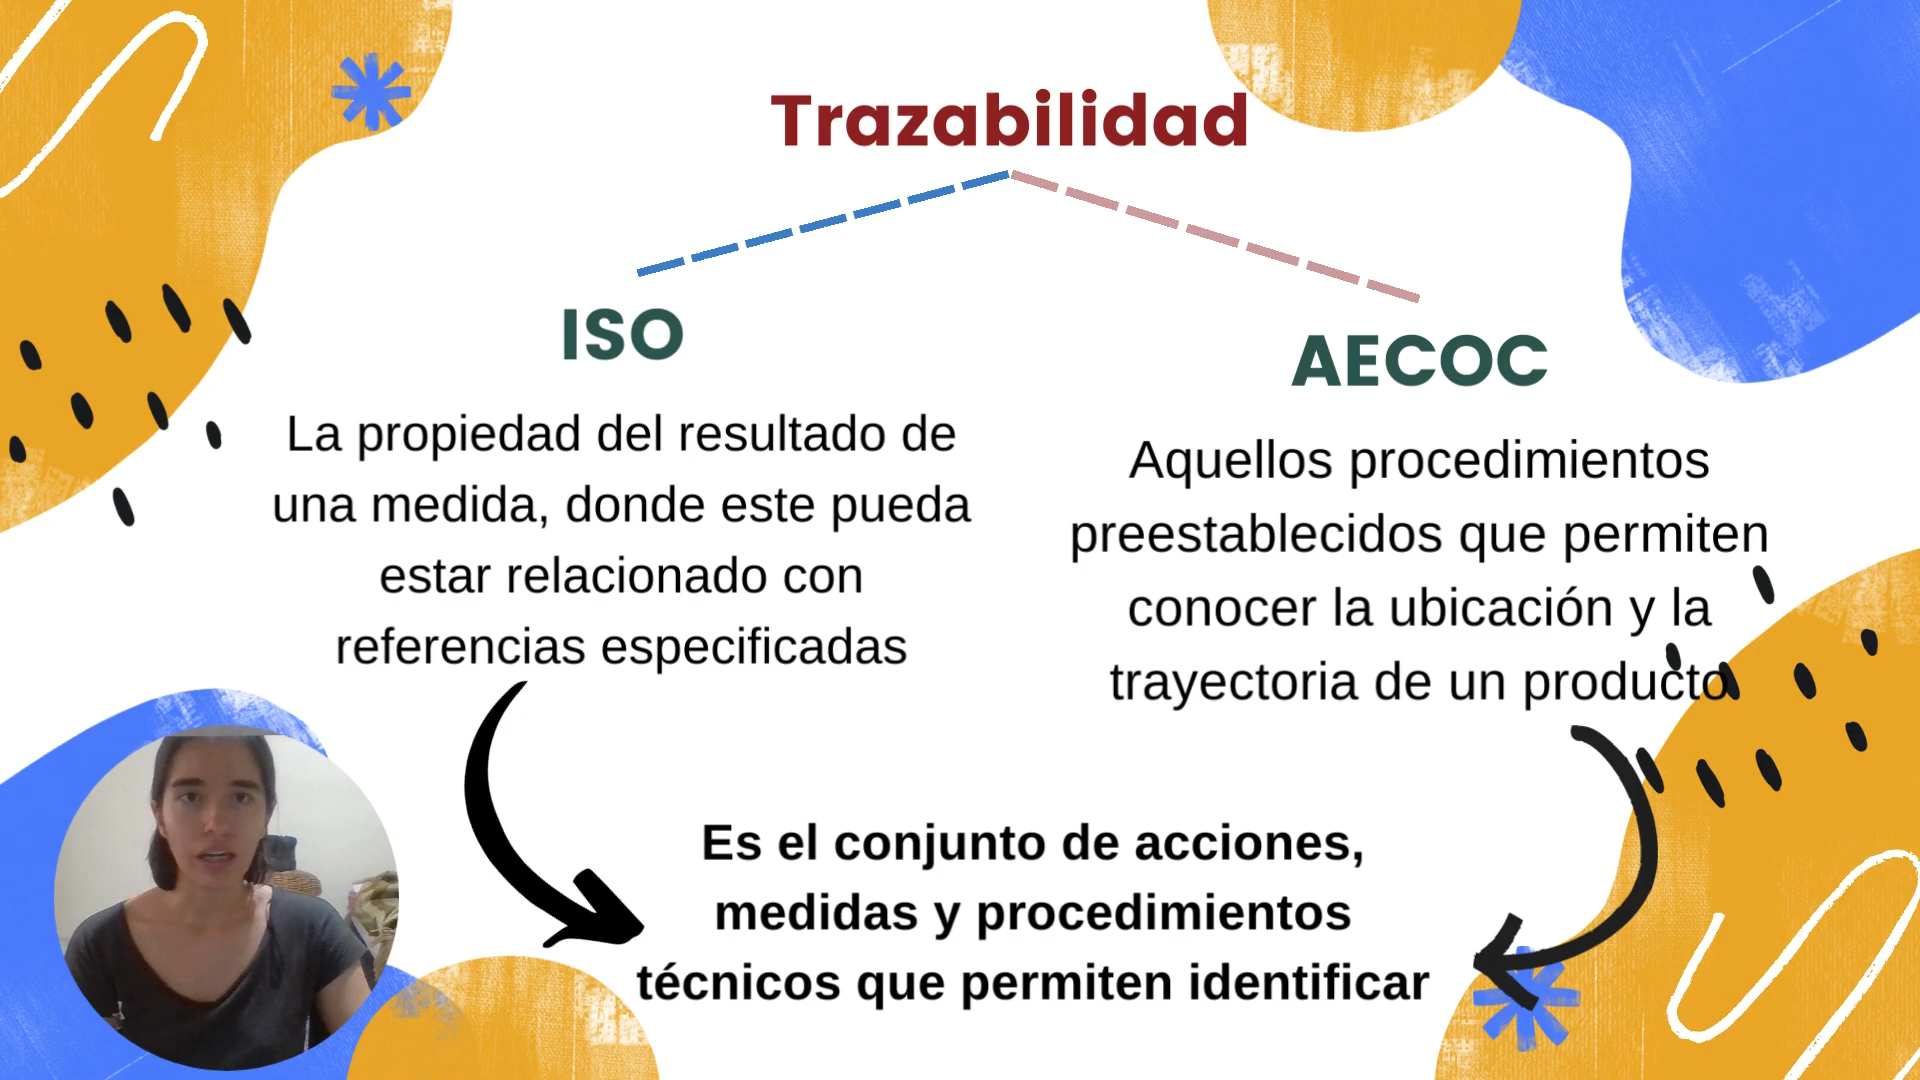 Trazabilidad
ISO
La propiedad del resultado de
una medida, donde este pueda
estar relacionado con
referencias especificadas
AECOC
Aquellos procedimientos
preestablecidos que permiten
conocer la ubicación y la
trayectoria de un producto
Es el conjunto de acciones,
medidas y procedimientos
técnicos que permiten identificar